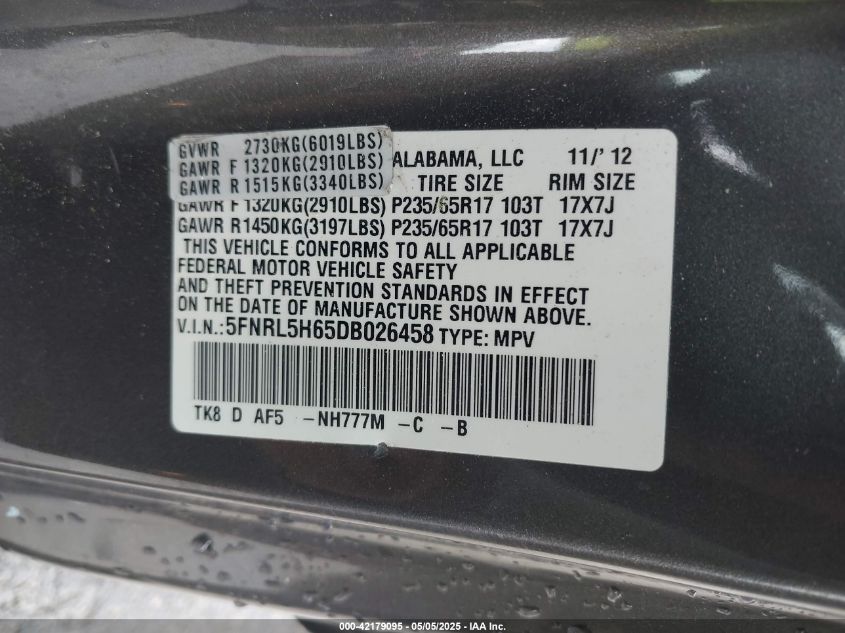 GVWR 2730KG(6019LBS)
GAWR F 1320KG(2910LBS) ALABAMA, LLC 11/' 12
GAWR R 1515KG(3340LBS) TIRE SIZE RIM SIZE
GAWR F 1320KG(2910LBS) P235/65R17 103T 17X7J
GAWR R1450KG(3197LBS) P235/65R17 103T 17X7J
THIS VEHICLE CONFORMS TO ALL APPLICABLE
FEDERAL MOTOR VEHICLE SAFETY
AND THEFT PREVENTION STANDARDS IN EFFECT
ON THE DATE OF MANUFACTURE SHOWN ABOVE.
V.I.N.:5FNRL5H65DB026458 TYPE: MPV
TK8 D AF5 -NH777M -C -B
000-42179095 - 05/05/2025 - IAA Inc.